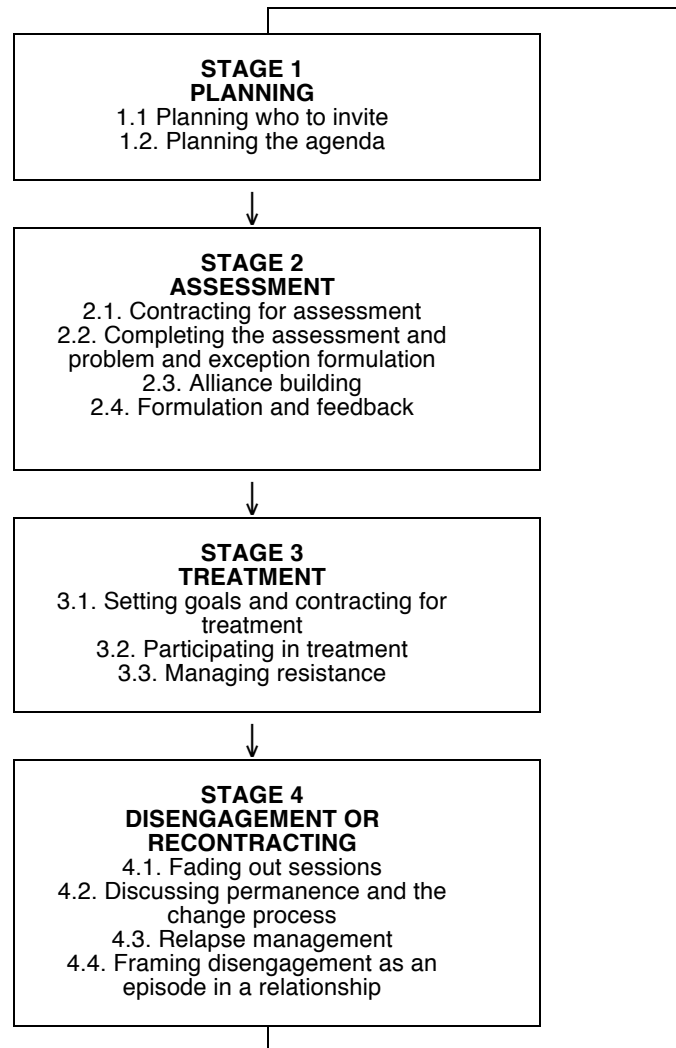 STAGE 1
PLANNING
1.1 Planning who to invite
1.2. Planning the agenda
STAGE 2
ASSESSMENT
2.1. Contracting for assessment
2.2. Completing the assessment and
problem and exception formulation
2.3. Alliance building
2.4. Formulation and feedback
STAGE 3
TREATMENT
3.1. Setting goals and contracting for
treatment
3.2. Participating in treatment
3.3. Managing resistance
STAGE 4
DISENGAGEMENT OR
RECONTRACTING
4.1. Fading out sessions
4.2. Discussing permanence and the
change process
4.3. Relapse management
4.4. Framing disengagement as an
episode in a relationship